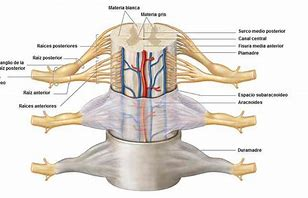 Materia blanca
Materia gris
Raíces posteriores
Surco medio posterior
Canal central
Fisura media anterior
Piamadre
anglio de la
íz posterior
Raíz posterior
Raíz anterior
Raíces anteriores
Espacio subaracnoideo
Aracnoides
Duramadre